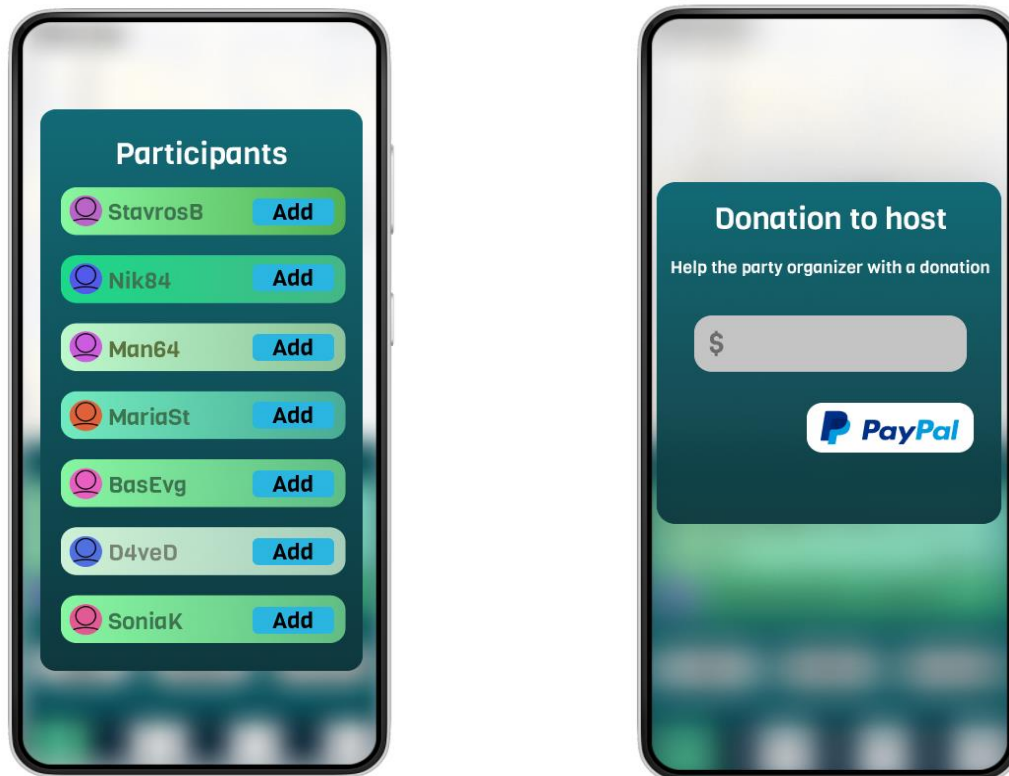 Participants
StavrosB Add
Nik84 Add
Man64 Add
MariaSt Add
BasEvg Add
D4veD Add
SoniaK Add
Donation to host
Help the party organizer with a donation
$
PayPal